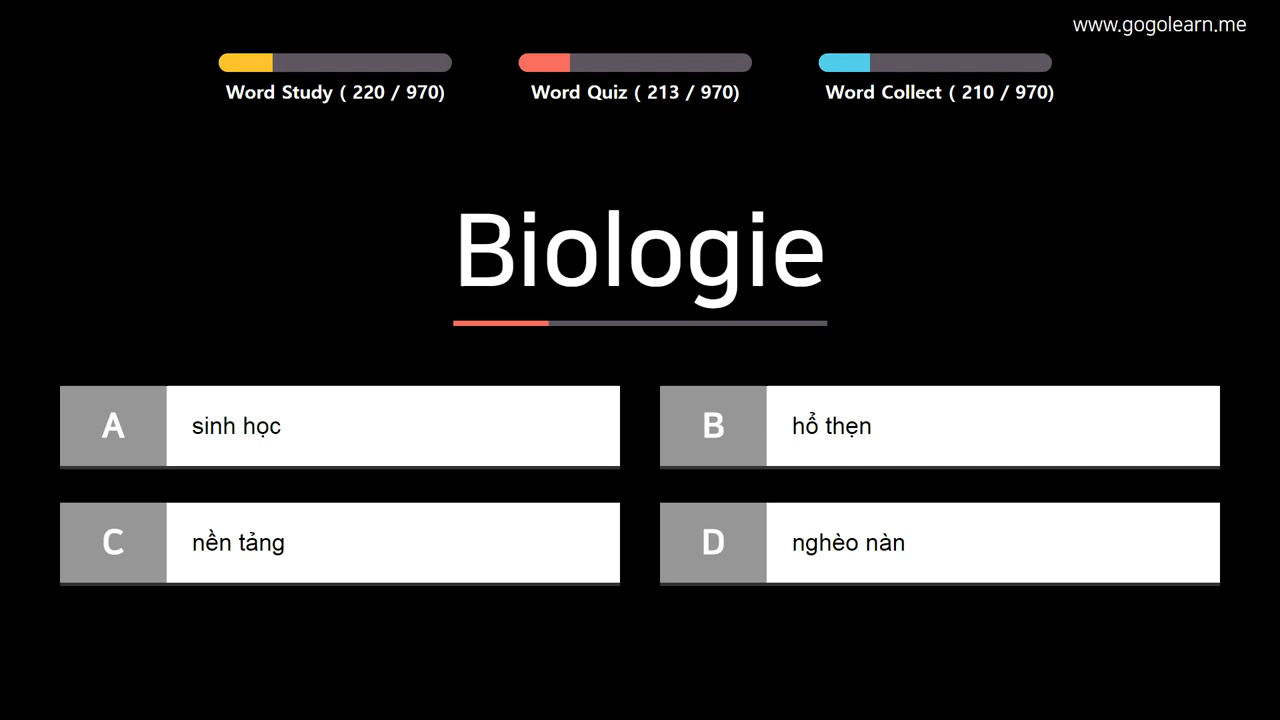 www.gogolearn.me
Word Study ( 220 / 970)
Word Quiz ( 213 / 970)
Word Collect ( 210 / 970)
Biologie
A
sinh học
B
hổ thẹn
C
nền tảng
D
nghèo nàn